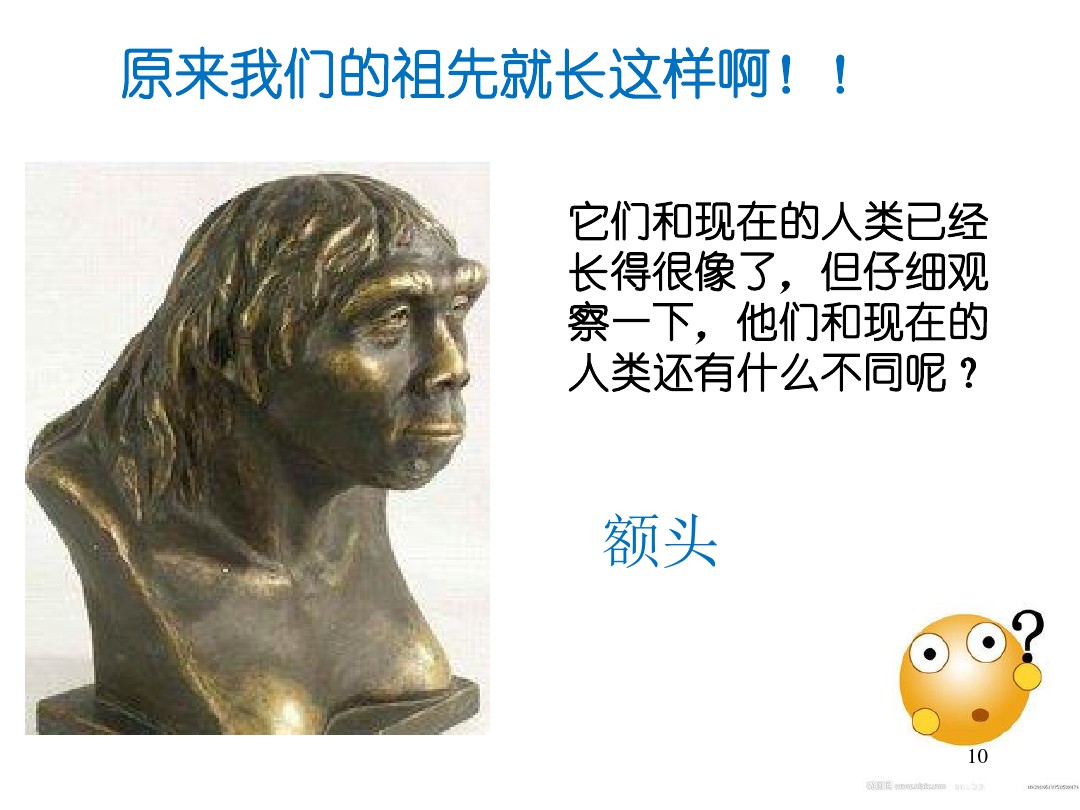 原来我们的祖先就长这样啊！！
它们和现在的人类已经
长得很像了，但仔细观
察一下，他们和现在的
人类还有什么不同呢？
额头
?
10